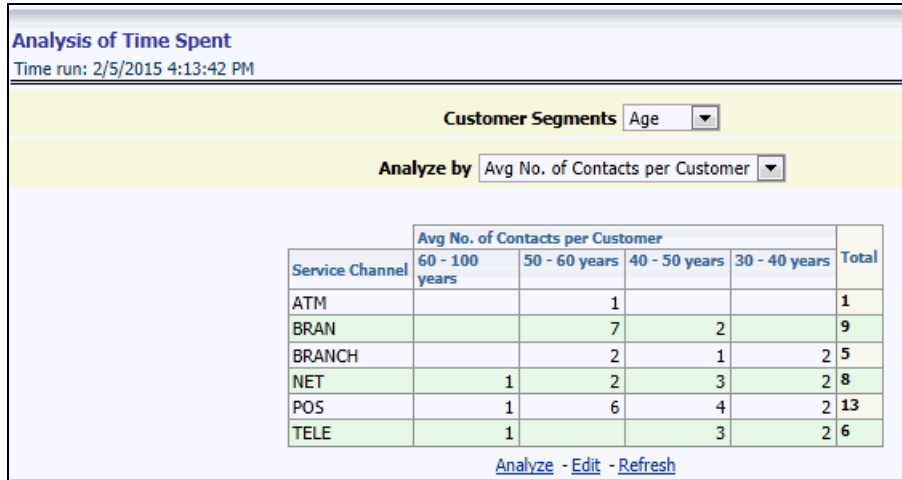 Analysis of Time Spent
Time run: 2/5/2015 4:13:42 PM
Customer Segments Age
Analyze by Avg No. of Contacts per Customer
Avg No. of Contacts per Customer
Service Channel 60 - 100 years 50 - 60 years 40 - 50 years 30 - 40 years Total
ATM 1 1
BRAN 7 2 9
BRANCH 2 1 2 5
NET 1 2 3 2 8
POS 1 6 4 2 13
TELE 1 3 2 6
Analyze - Edit - Refresh